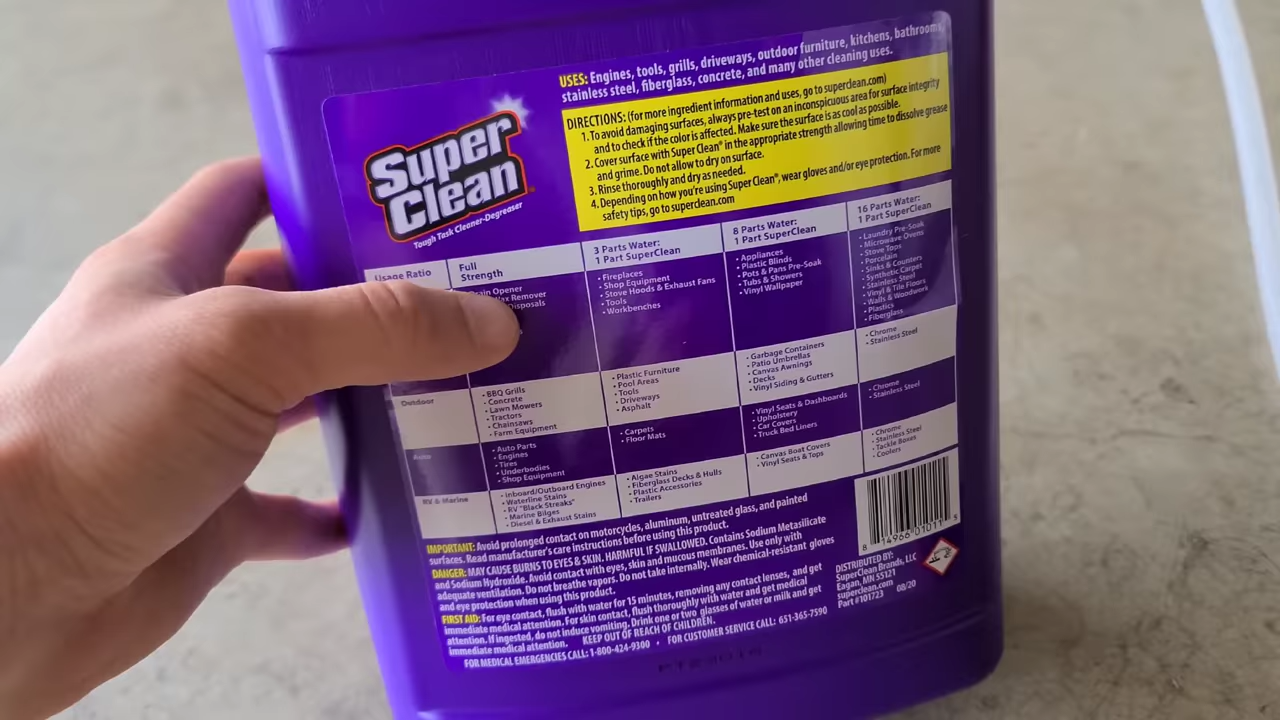 USES: Engines, tools, grills, driveways, outdoor furniture, kitchens, bathrooms,
stainless steel, fiberglass, concrete, and many other cleaning uses.
Super
Clean
Tough Task Cleaner-Degreaser
DIRECTIONS: (for more ingredient information and uses, go to superclean.com)
1. To avoid damaging surfaces, always pre-test on an inconspicuous area for surface integrity
and to check if the color is affected. Make sure the surface is as cool as possible.
2. Cover surface with Super Clean® in the appropriate strength allowing time to dissolve grease
and grime. Do not allow to dry on surface.
3. Rinse thoroughly and dry as needed.
4. Depending on how you're using Super Clean®, wear gloves and/or eye protection. For more
safety tips, go to superclean.com
Usage Ratio
Full
Strength
3 Parts Water:
1 Part SuperClean
8 Parts Water:
1 Part SuperClean
16 Parts Water:
1 Part SuperClean
Opener
Remover
Disposals
• Fireplaces
• Shop Equipment
• Stove Hoods & Exhaust Fans
• Tools
• Workbenches
• Appliances
• Plastic Blinds
• Pots & Pans Pre-Soak
• Tubs & Showers
• Vinyl Wallpaper
• Laundry Pre-Soak
• Microwave Ovens
• Stove Tops
• Porcelain
• Sinks & Counters
• Synthetic Carpet
• Stainless Steel
• Vinyl & Tile Floors
• Walls & Woodwork
• Plastics
• Fiberglass
Outdoor
• BBQ Grills
• Concrete
• Lawn Mowers
• Tractors
• Chainsaws
• Farm Equipment
• Plastic Furniture
• Pool Areas
• Tools
• Driveways
• Asphalt
• Garbage Containers
• Patio Umbrellas
• Canvas Awnings
• Decks
• Vinyl Siding & Gutters
• Chrome
• Stainless Steel
Auto
• Auto Parts
• Engines
• Tires
• Underbodies
• Shop Equipment
• Carpets
• Floor Mats
• Vinyl Seats & Dashboards
• Upholstery
• Car Covers
• Truck Bed Liners
• Chrome
• Stainless Steel
RV & Marine
• Inboard/Outboard Engines
• Waterline Stains
• RV "Black Streaks"
• Marine Bilges
• Diesel & Exhaust Stains
• Algae Stains
• Fiberglass Decks & Hulls
• Plastic Accessories
• Trailers
• Canvas Boat Covers
• Vinyl Seats & Tops
• Chrome
• Stainless Steel
• Tackle Boxes
• Coolers
IMPORTANT: Avoid prolonged contact on motorcycles, aluminum, untreated glass, and painted
surfaces. Read manufacturer's care instructions before using this product.
DANGER: MAY CAUSE BURNS TO EYES & SKIN. HARMFUL IF SWALLOWED. Contains Sodium Metasilicate
and Sodium Hydroxide. Avoid contact with eyes, skin and mucous membranes. Use only with
adequate ventilation. Do not breathe vapors. Do not take internally. Wear chemical-resistant gloves
and eye protection when using this product.
FIRST AID: For eye contact, flush with water for 15 minutes, removing any contact lenses, and get
immediate medical attention. For skin contact, flush thoroughly with water and get medical
attention. If ingested, do not induce vomiting. Drink one or two glasses of water or milk and get
immediate medical attention. KEEP OUT OF REACH OF CHILDREN.
FOR MEDICAL EMERGENCIES CALL: 1-800-424-9300 • FOR CUSTOMER SERVICE CALL: 651-365-7590
8 14966 01011 5
DISTRIBUTED BY:
SuperClean Brands, LLC
Eagan, MN 55121
superclean.com
Part #101723 08/20